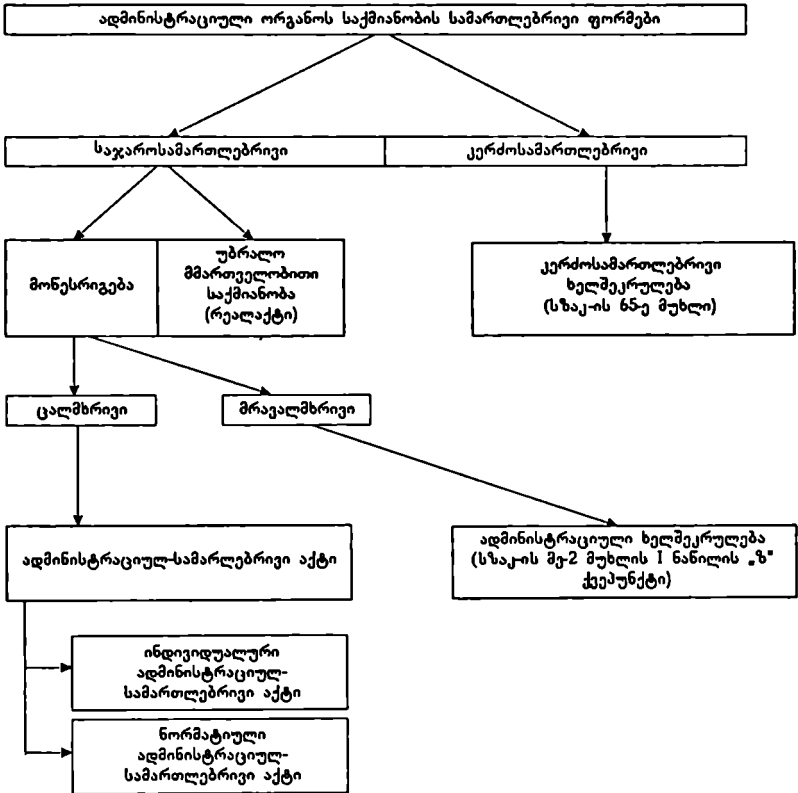 ადმინისტრაციული ორგანოს საქმიანობის სამართლებრივი ფორმები
საჯაროსამართლებრივი
კერძოსამართლებრივი
მოწესრიგება
უბრალო
მმართველობითი
საქმიანობა
(რეალაქტი)
კერძოსამართლებრივი
ხელშეკრულება
(სზაკ-ის 65-ე მუხლი)
ცალმხრივი
მრავალმხრივი
ადმინისტრაციულ-სამარლებრივი აქტი
ადმინისტრაციული ხელშეკრულება
(სზაკ-ის მე-2 მუხლის I ნაწილის „ზ"
ქვეპუნქტი)
ინდივიდუალური
ადმინისტრაციულ-
სამართლებრივი აქტი
ნორმატიული
ადმინისტრაციულ-
სამართლებრივი აქტი